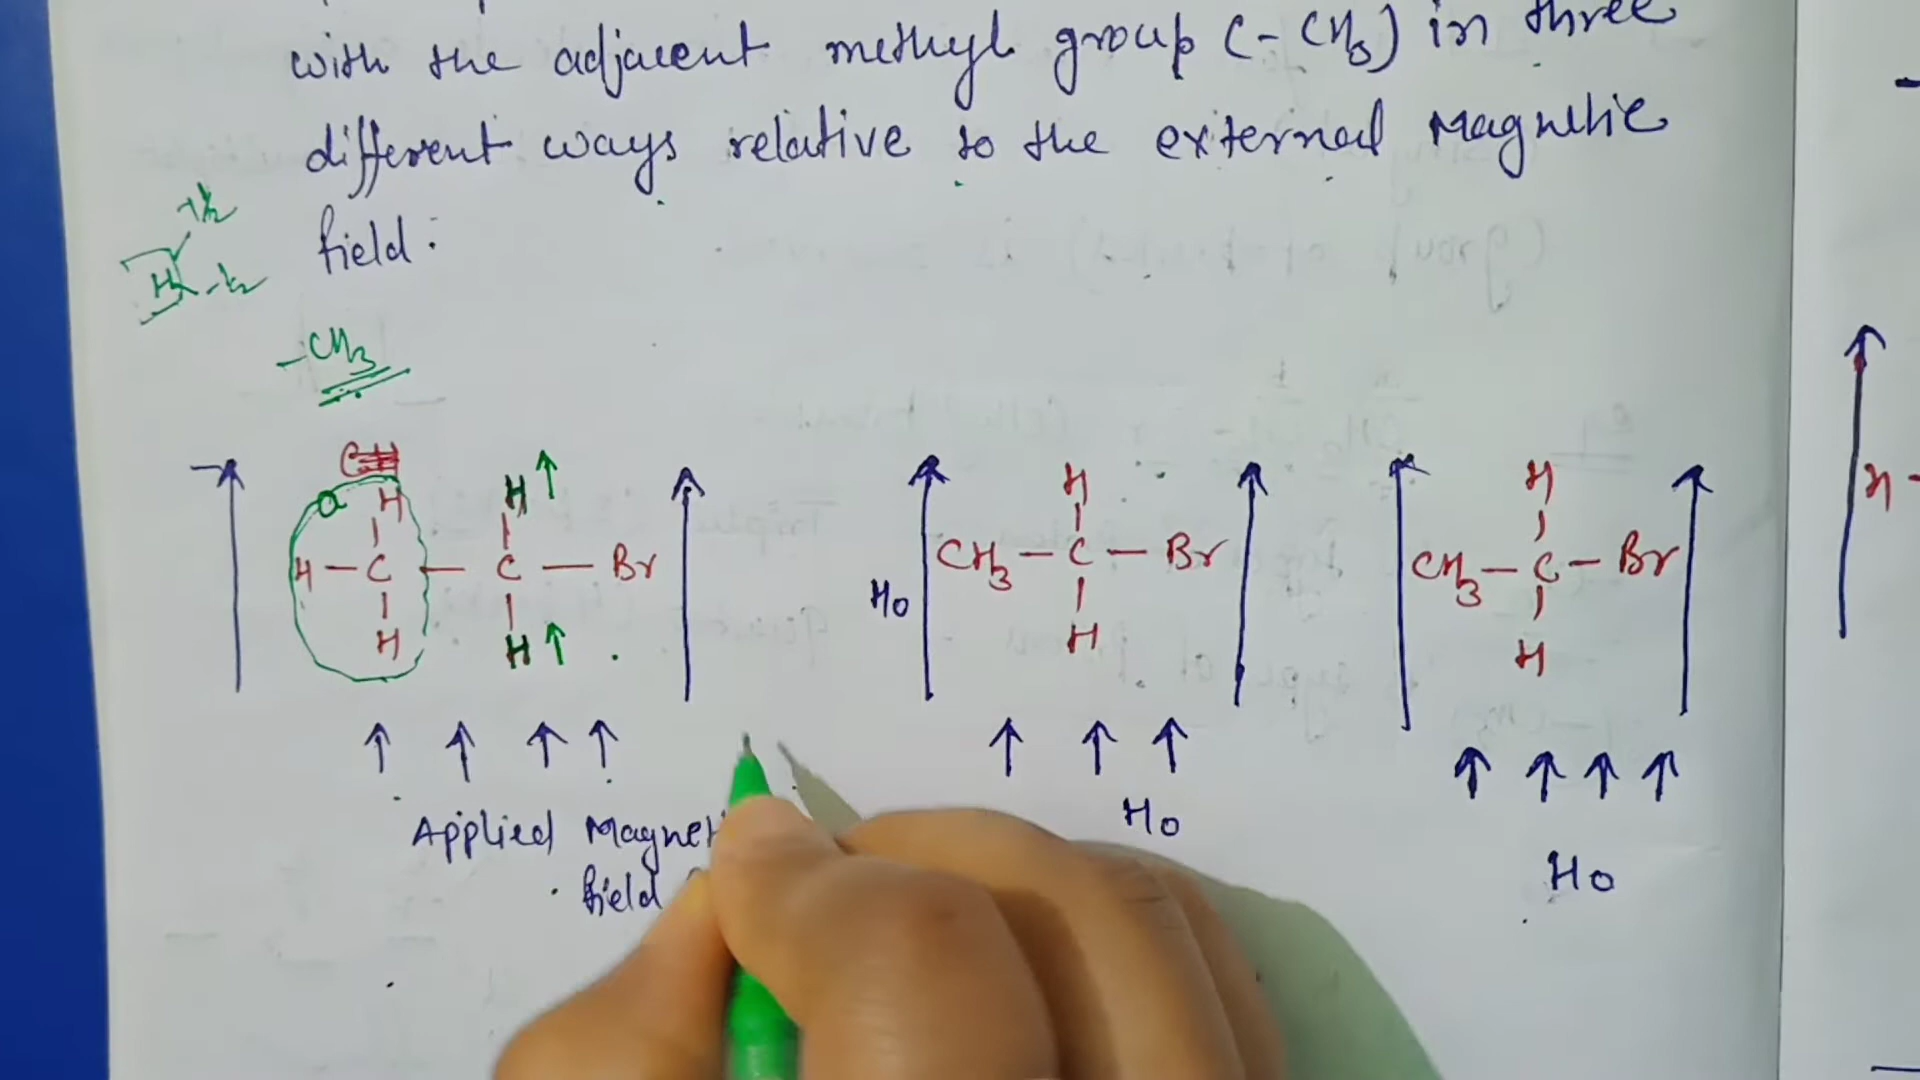 with the adjacent methyl group (-CH3) in three
different ways relative to the external Magnetic
field:
-CH3
H H
H - C - C - Br
H H
H
CH3 - C - Br
H
H
CH3 - C - Br
H
Ho
Applied
field
Ho
Ho